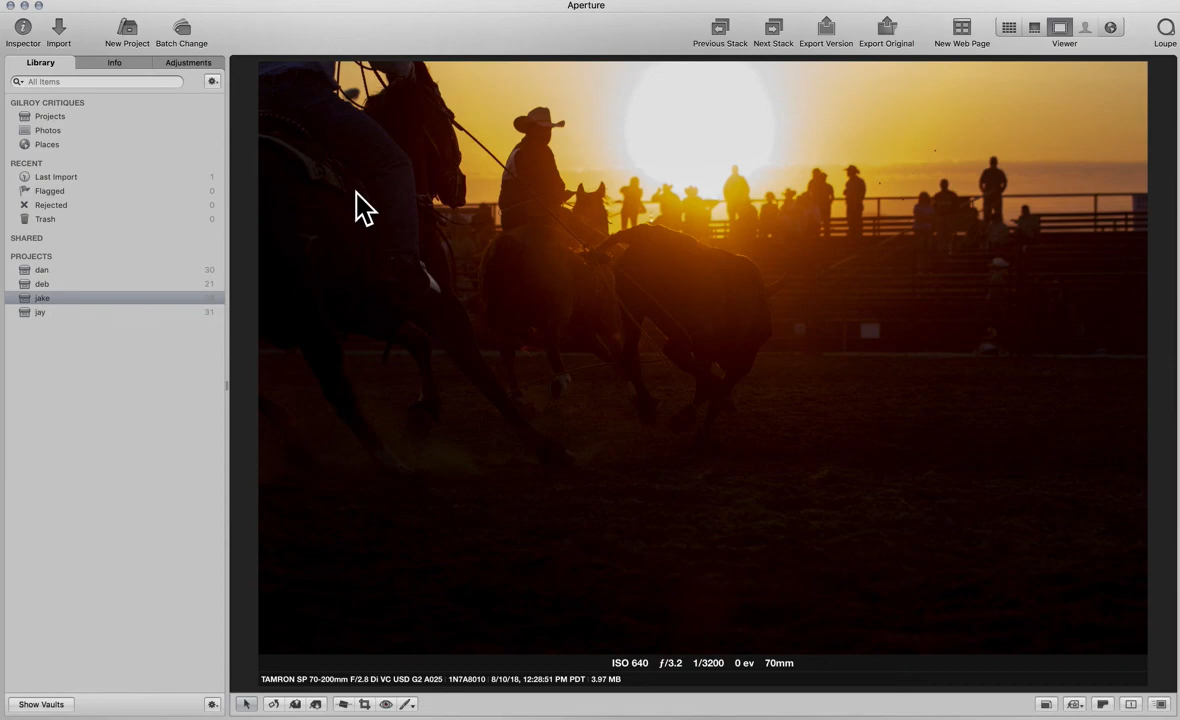 Aperture
Inspector Import New Project Batch Change Previous Stack Next Stack Export Version Export Original New Web Page Viewer Loupe
Library Info Adjustments
All Items
GILROY CRITIQUES
Projects
Photos
Places
RECENT
Last Import 1
Flagged 0
Rejected 0
Trash 0
SHARED
PROJECTS
dan 30
deb 21
jake
jay 31
ISO 640 ƒ/3.2 1/3200 0 ev 70mm
TAMRON SP 70-200mm F/2.8 Di VC USD G2 A025 1N7A8010 8/10/18, 12:28:51 PM PDT 3.97 MB
Show Vaults